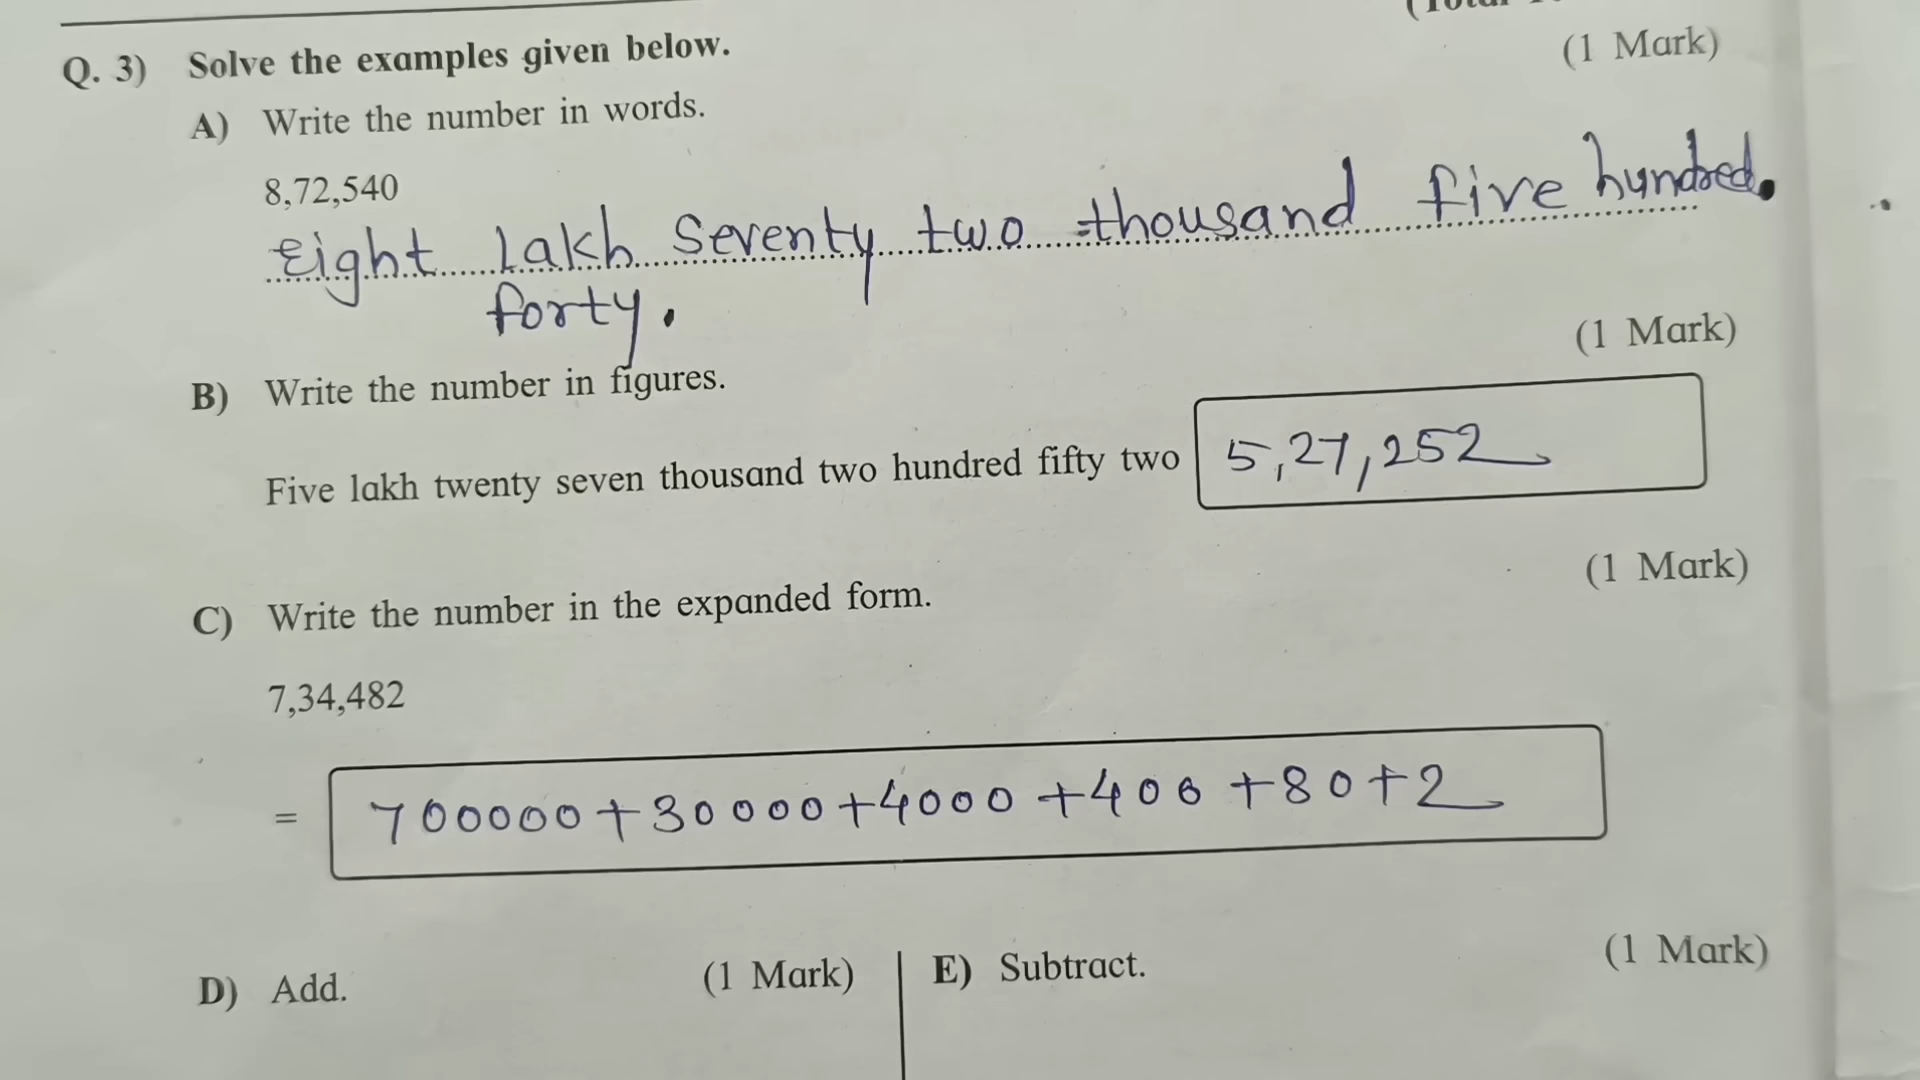 Q. 3) Solve the examples given below.
(1 Mark)
A) Write the number in words.
8,72,540
Eight lakh seventy two thousand five hundred.
forty.
(1 Mark)
B) Write the number in figures.
Five lakh twenty seven thousand two hundred fifty two 5,27,252
(1 Mark)
C) Write the number in the expanded form.
7,34,482
= 700000+30000+4000+400+80+2
D) Add. (1 Mark) E) Subtract. (1 Mark)